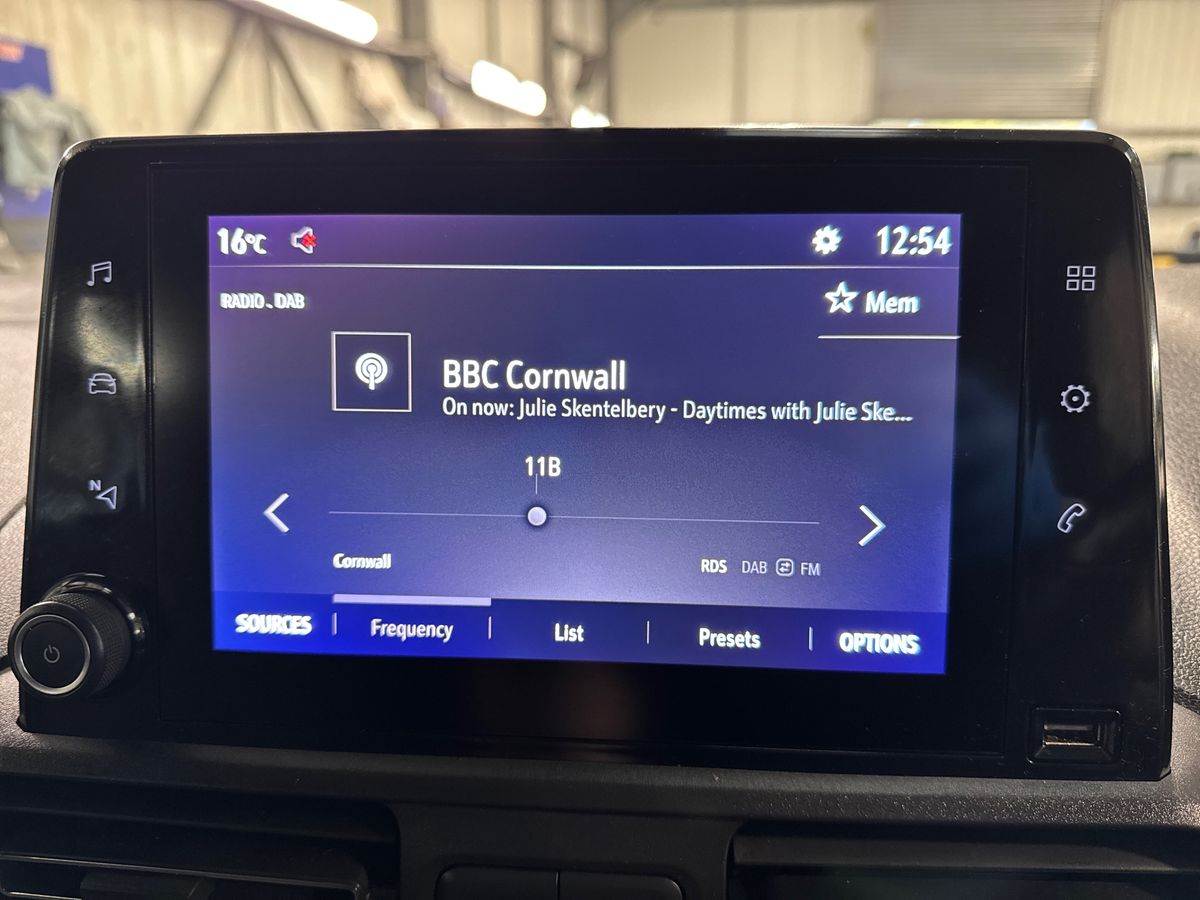 16°C
12:54
RADIO . DAB
Mem
BBC Cornwall
On now: Julie Skentelbery - Daytimes with Julie Ske...
11B
Cornwall
RDS DAB FM
SOURCES Frequency List Presets OPTIONS
N